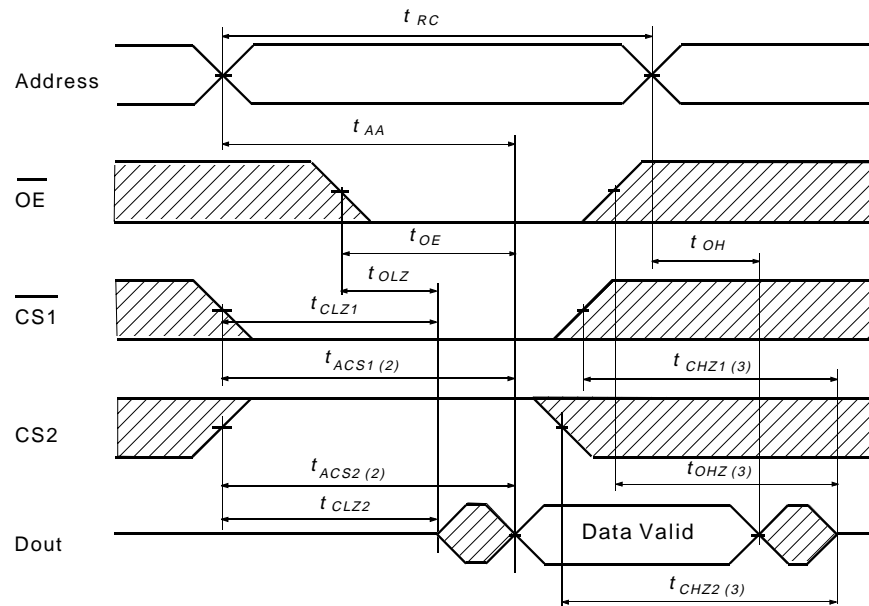 t RC
Address
t AA
OE
t OE
t OH
t OLZ
CS1
t CLZ1
t ACS1 (2)
t CHZ1 (3)
CS2
t ACS2 (2)
t OHZ (3)
t CLZ2
Dout
Data Valid
t CHZ2 (3)